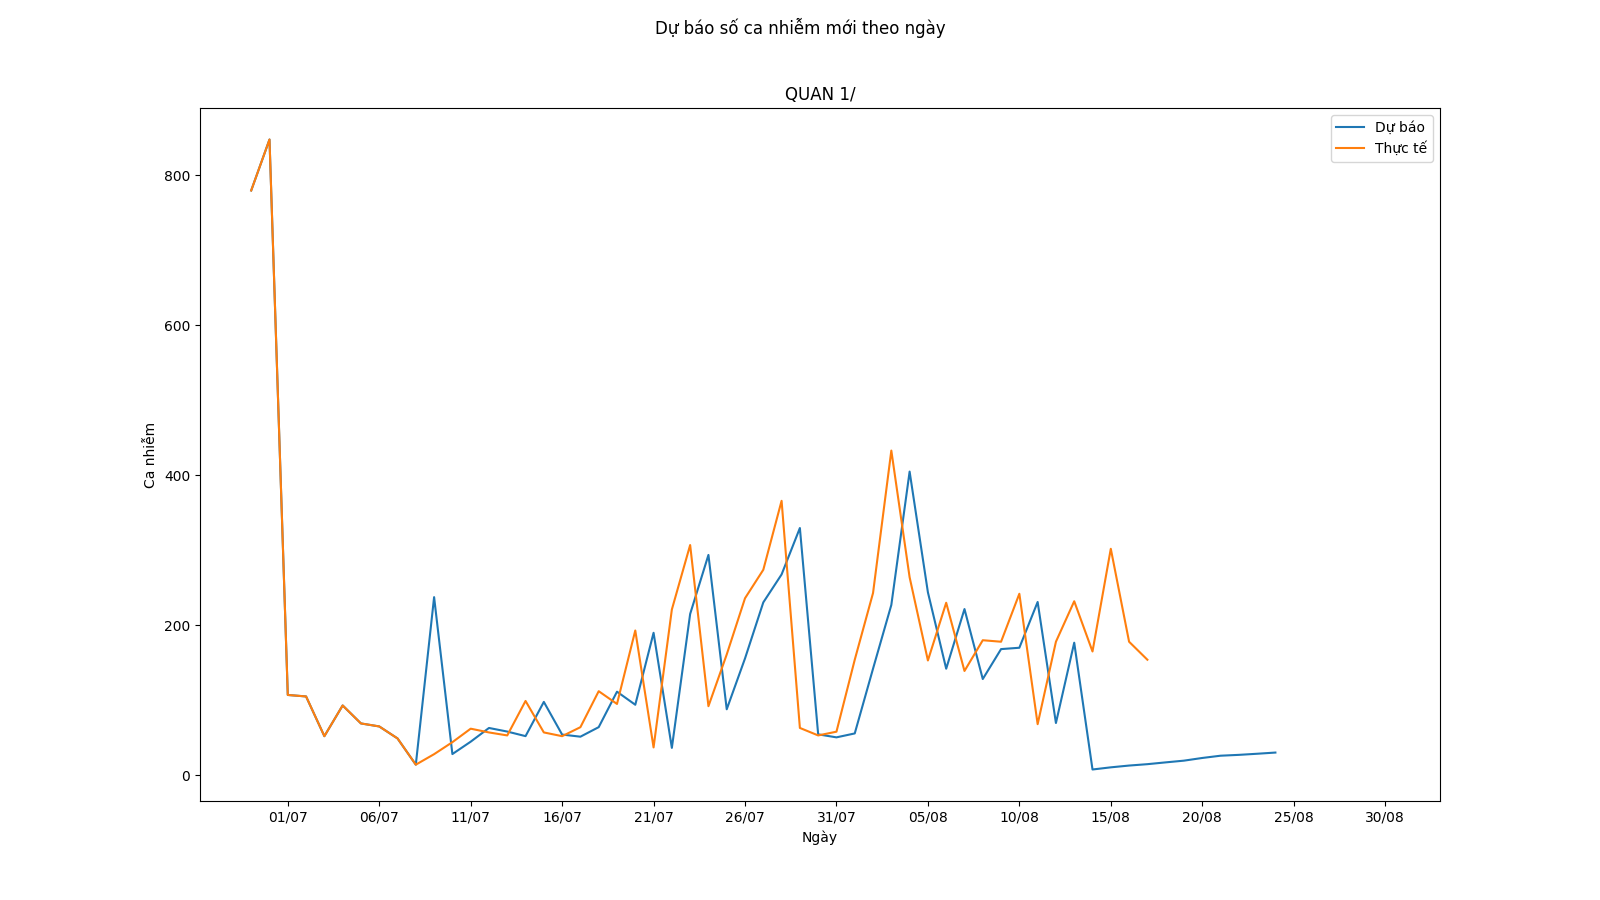 Dự báo số ca nhiễm mới theo ngày
QUAN 1/
Dự báo
Thực tế
800
600
400
200
0
Ca nhiễm
01/07 06/07 11/07 16/07 21/07 26/07 31/07 05/08 10/08 15/08 20/08 25/08 30/08
Ngày